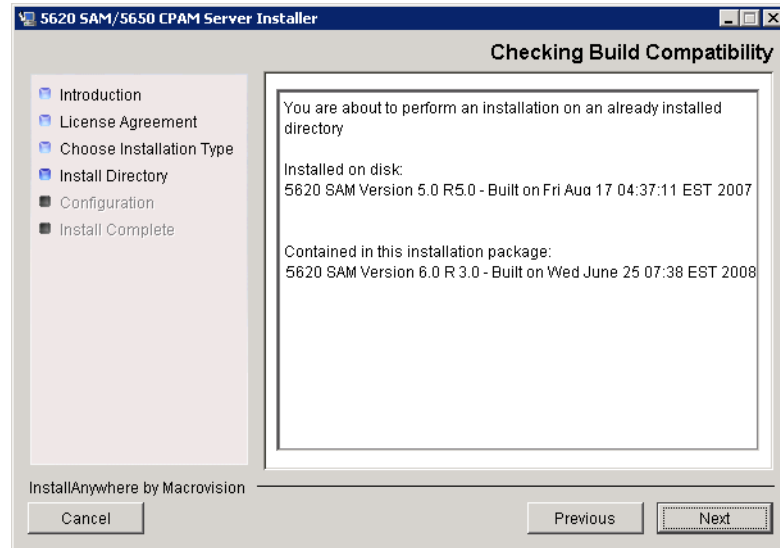 5620 SAM/5650 CPAM Server Installer
Checking Build Compatibility
Introduction
License Agreement
Choose Installation Type
Install Directory
Configuration
Install Complete
You are about to perform an installation on an already installed
directory
Installed on disk:
5620 SAM Version 5.0 R5.0 - Built on Fri Aug 17 04:37:11 EST 2007
Contained in this installation package:
5620 SAM Version 6.0 R 3.0 - Built on Wed June 25 07:38 EST 2008
InstallAnywhere by Macrovision
Cancel
Previous
Next